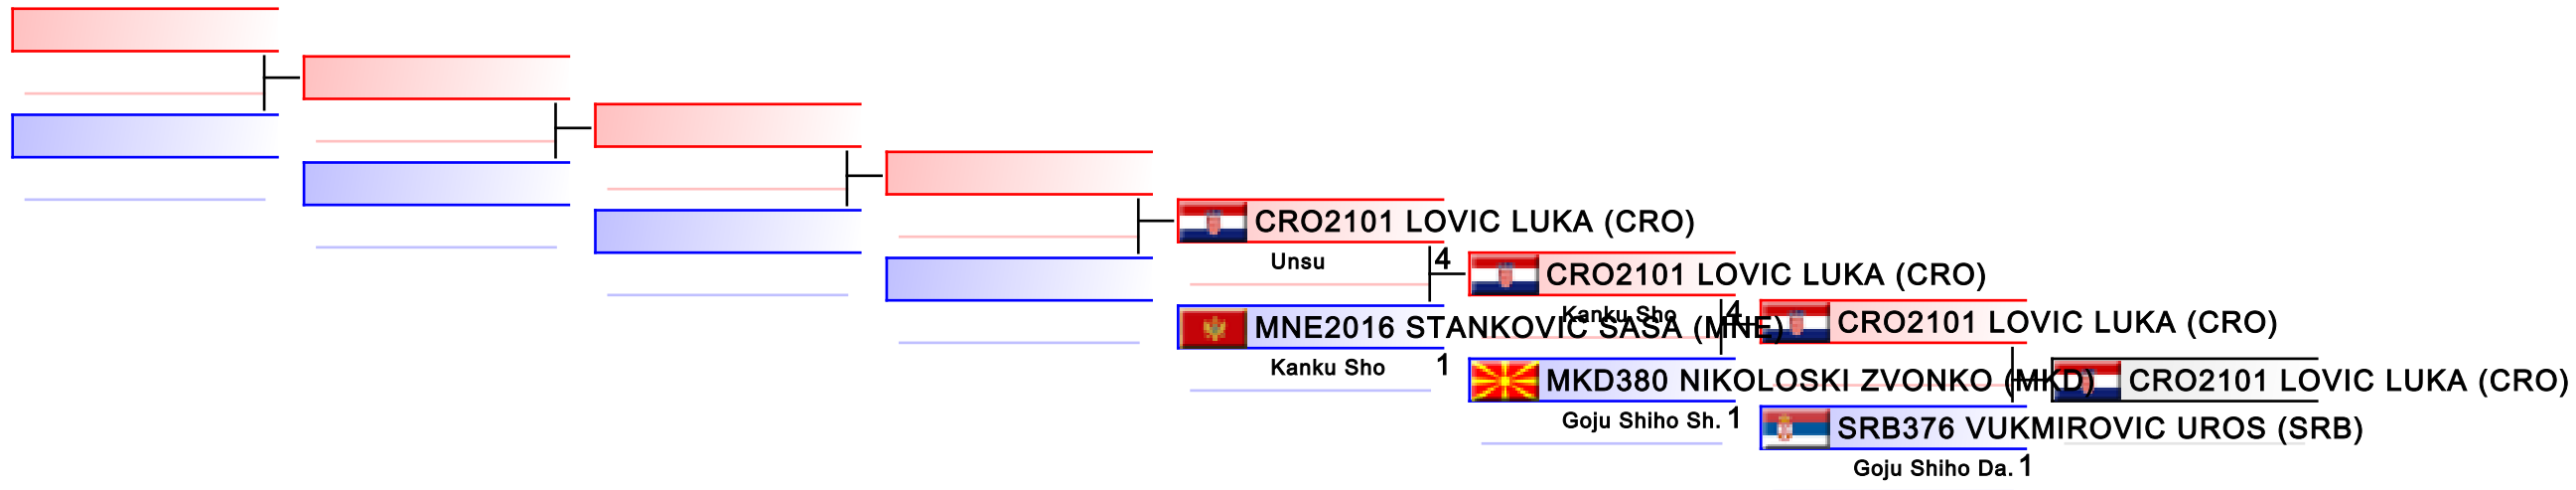 CRO2101 LOVIC LUKA (CRO)
Unsu
4
MNE2016 STANKOVIC SASA (MNE)
Kanku Sho
1
CRO2101 LOVIC LUKA (CRO)
Kanku Sho
4
MKD380 NIKOLOSKI ZVONKO (MKD)
Goju Shiho Sh.
1
CRO2101 LOVIC LUKA (CRO)
SRB376 VUKMIROVIC UROS (SRB)
Goju Shiho Da.
1
CRO2101 LOVIC LUKA (CRO)